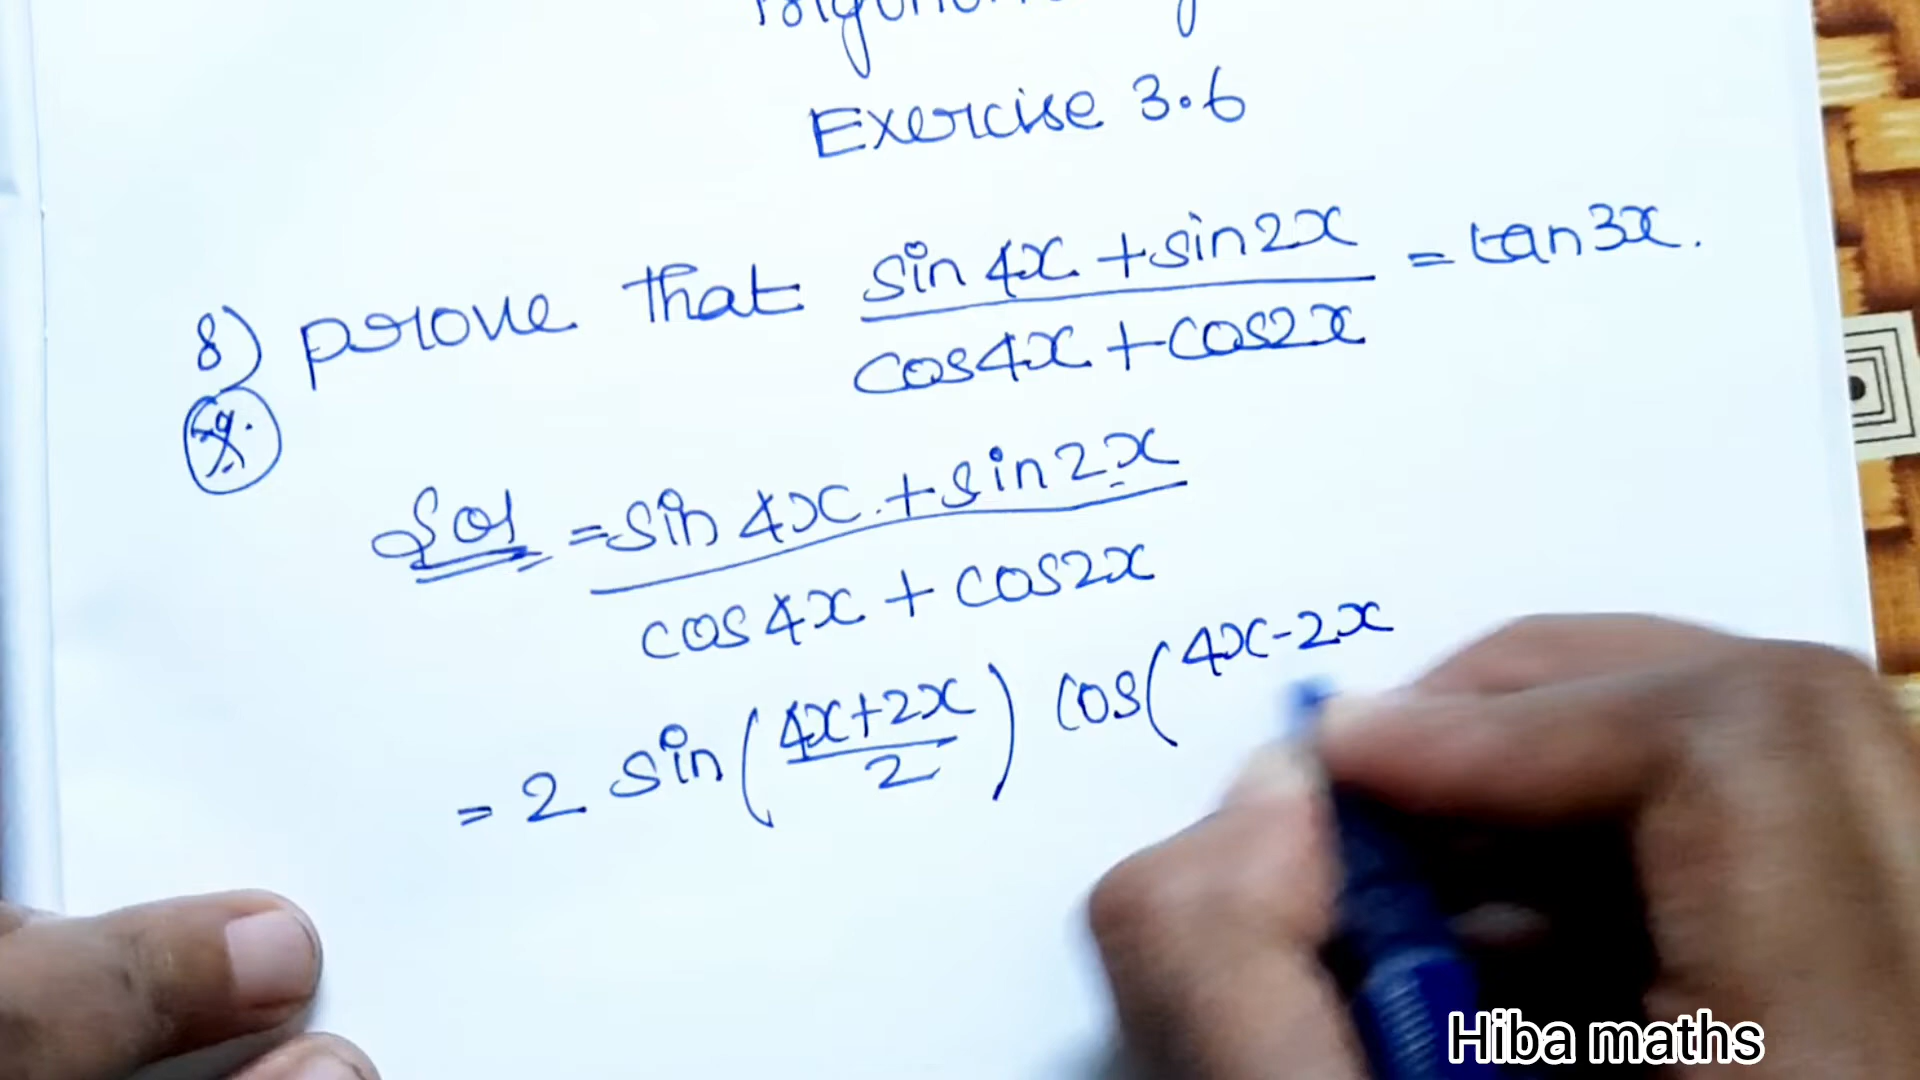 Exercise 3.6
8) prove that sin 4x + sin 2x / cos 4x + cos 2x = tan 3x.
Sol = sin 4x + sin 2x / cos 4x + cos 2x
= 2 sin (4x+2x / 2) cos ( 4x-2x
Hiba maths